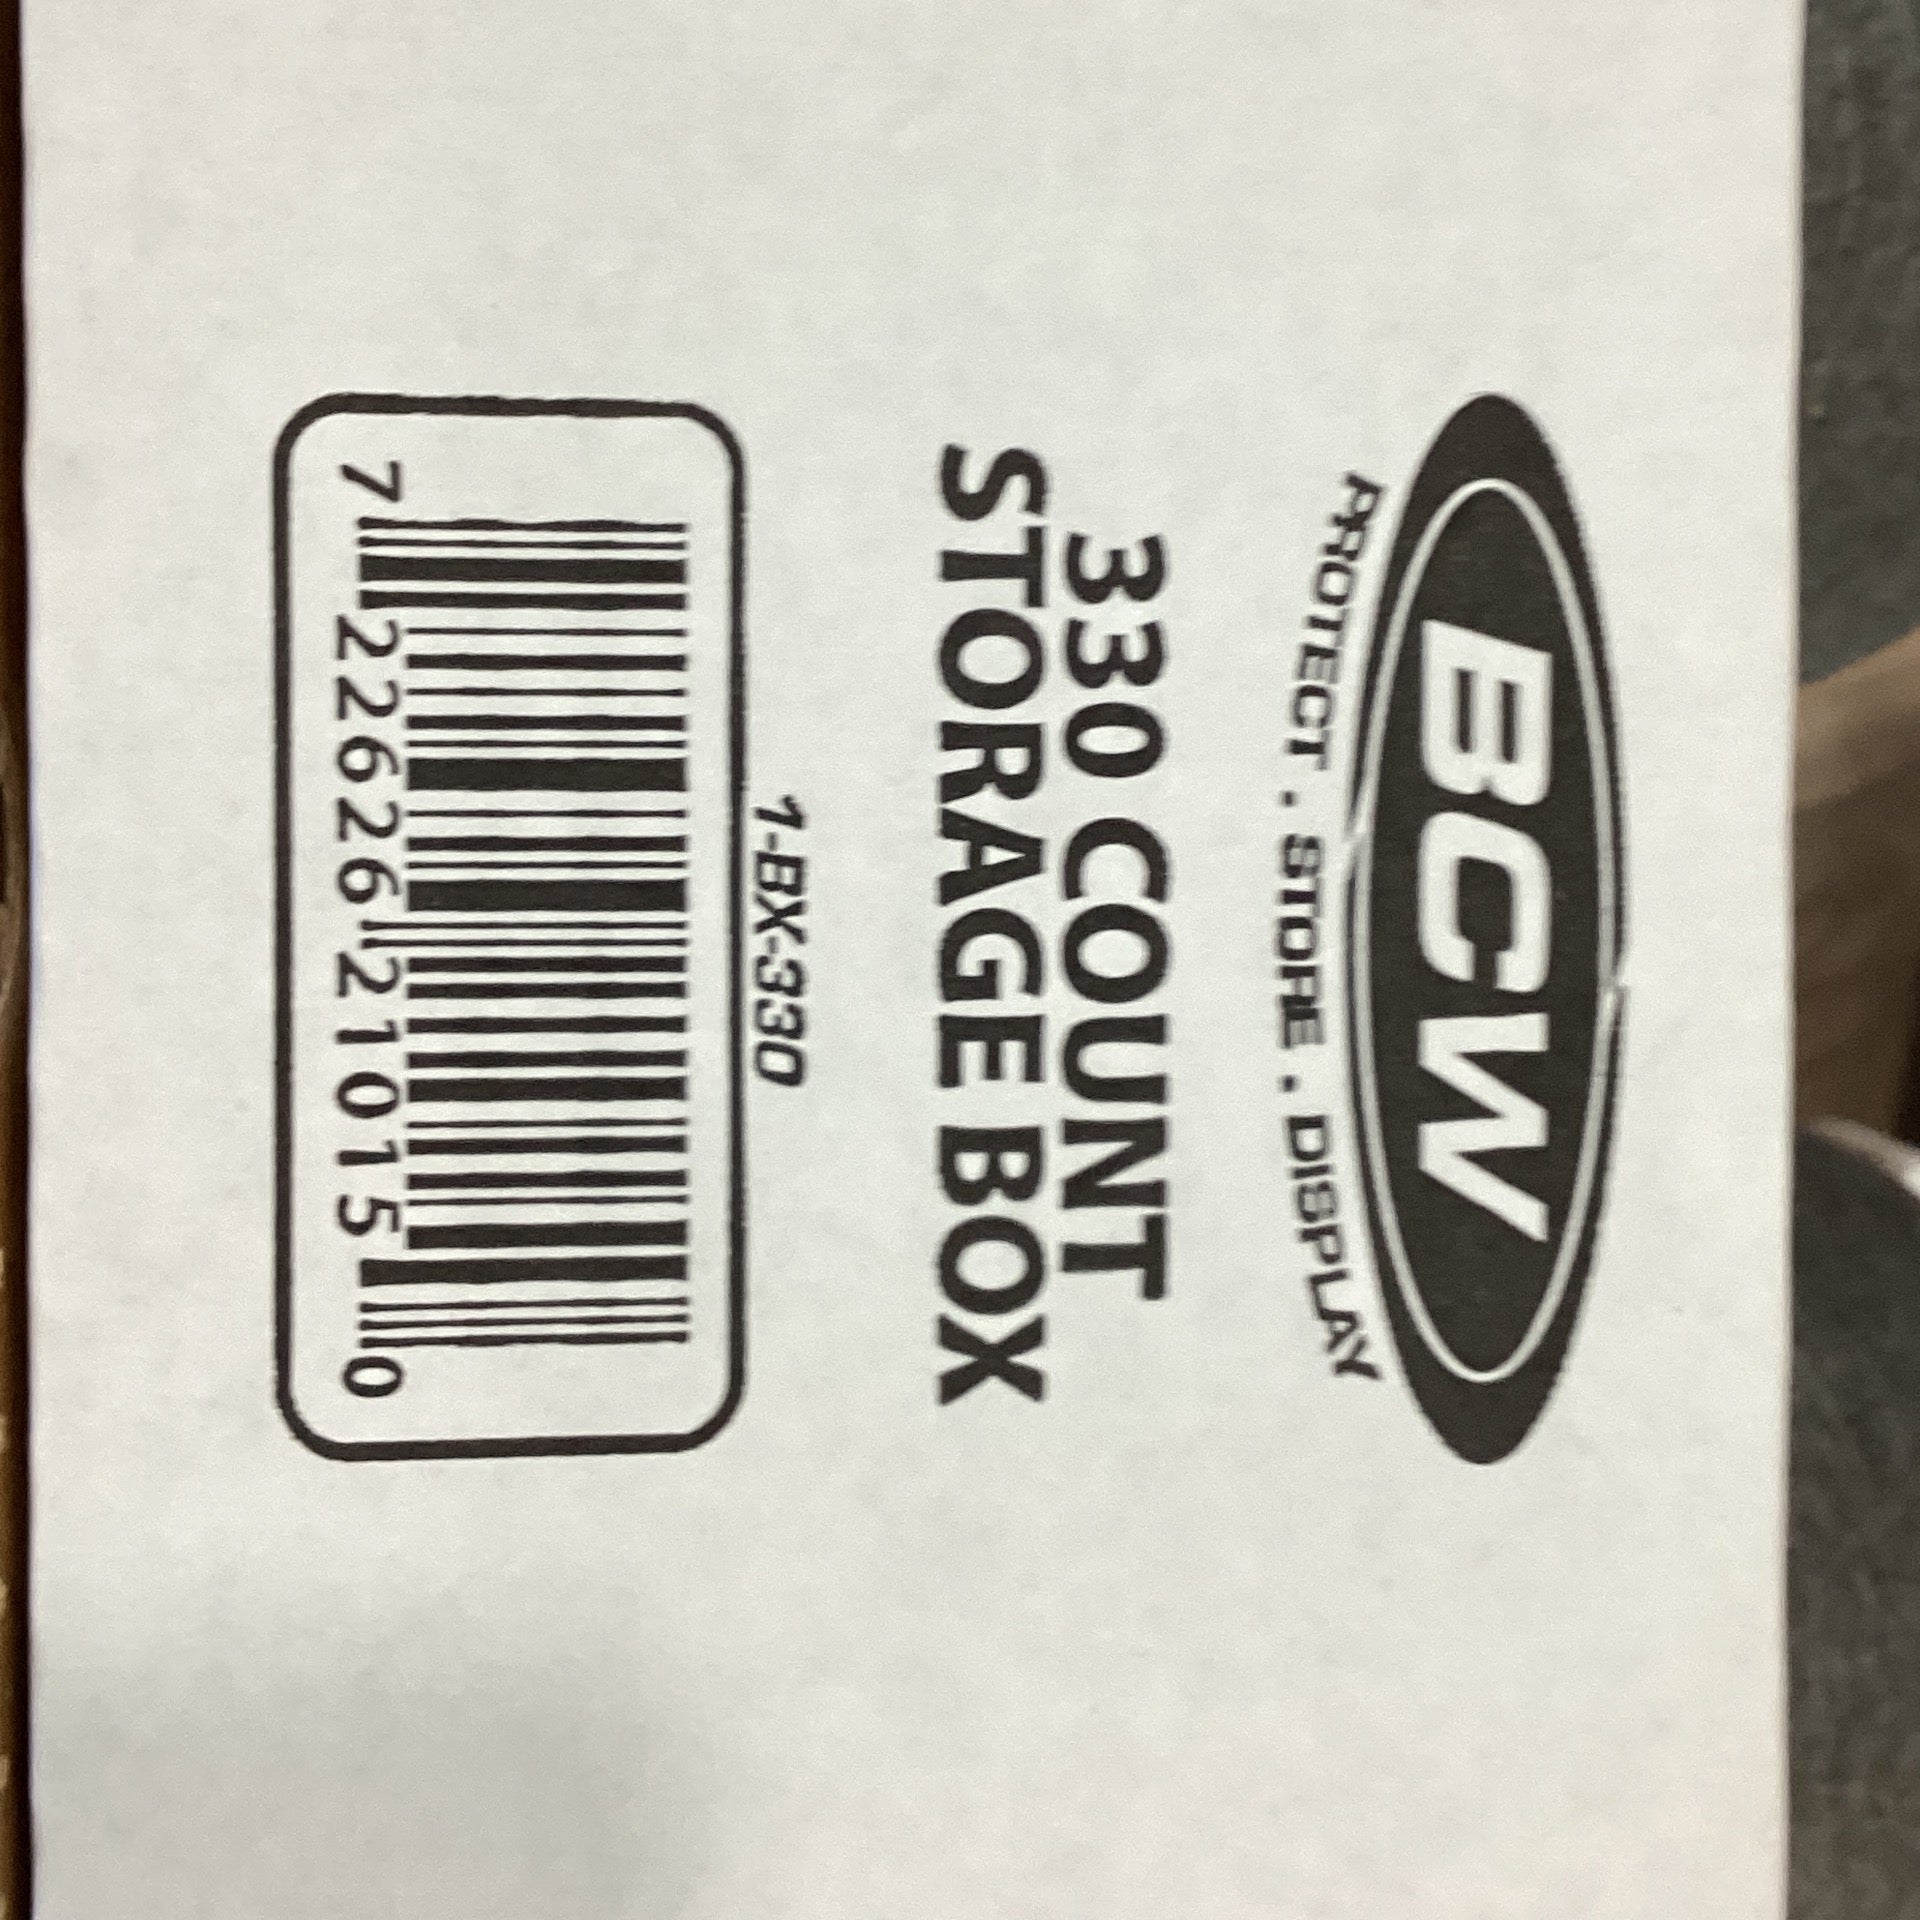 BCW
PROTECT . STORE . DISPLAY
330 COUNT
STORAGE BOX
1-BX-330
7 22626 21015 0